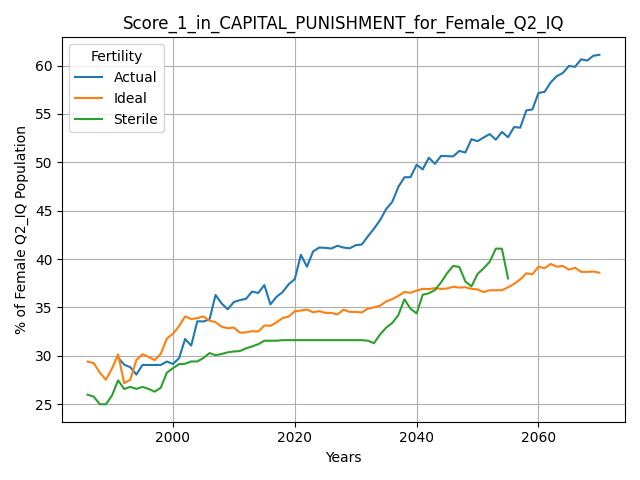 Score_1_in_CAPITAL_PUNISHMENT_for_Female_Q2_IQ
Fertility
Actual
Ideal
Sterile
% of Female Q2_IQ Population
60
55
50
45
40
35
30
25
2000
2020
2040
2060
Years